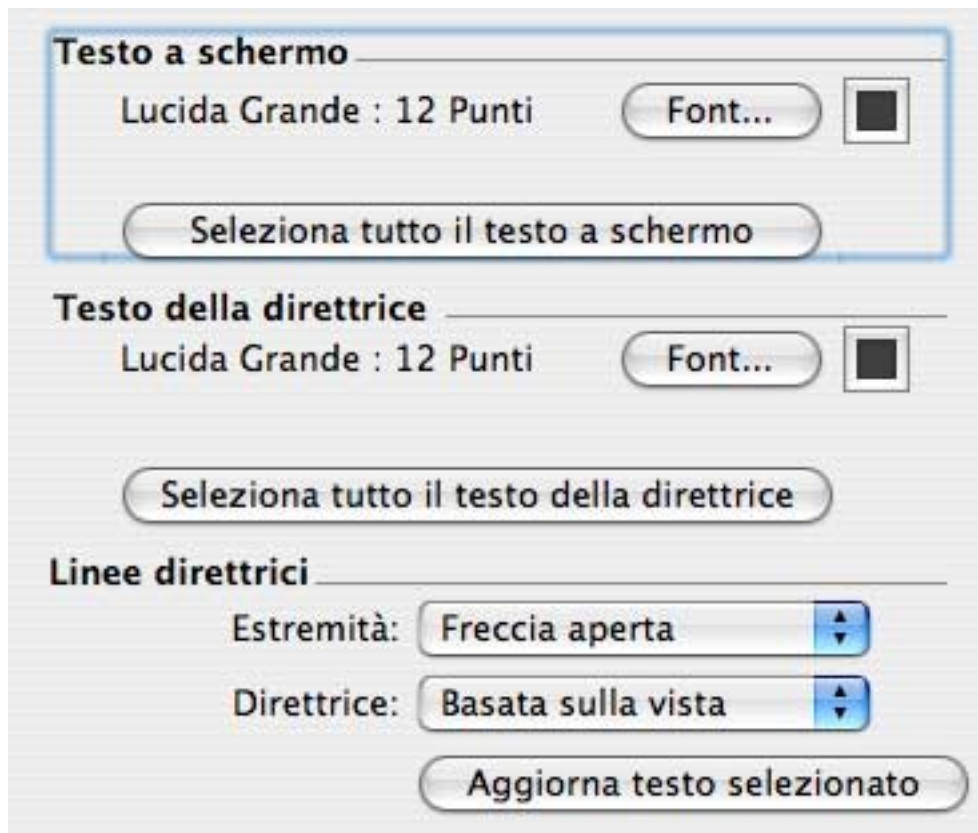 Testo a schermo
Lucida Grande : 12 Punti Font...
Seleziona tutto il testo a schermo
Testo della direttrice
Lucida Grande : 12 Punti Font...
Seleziona tutto il testo della direttrice
Linee direttrici
Estremità: Freccia aperta
Direttrice: Basata sulla vista
Aggiorna testo selezionato